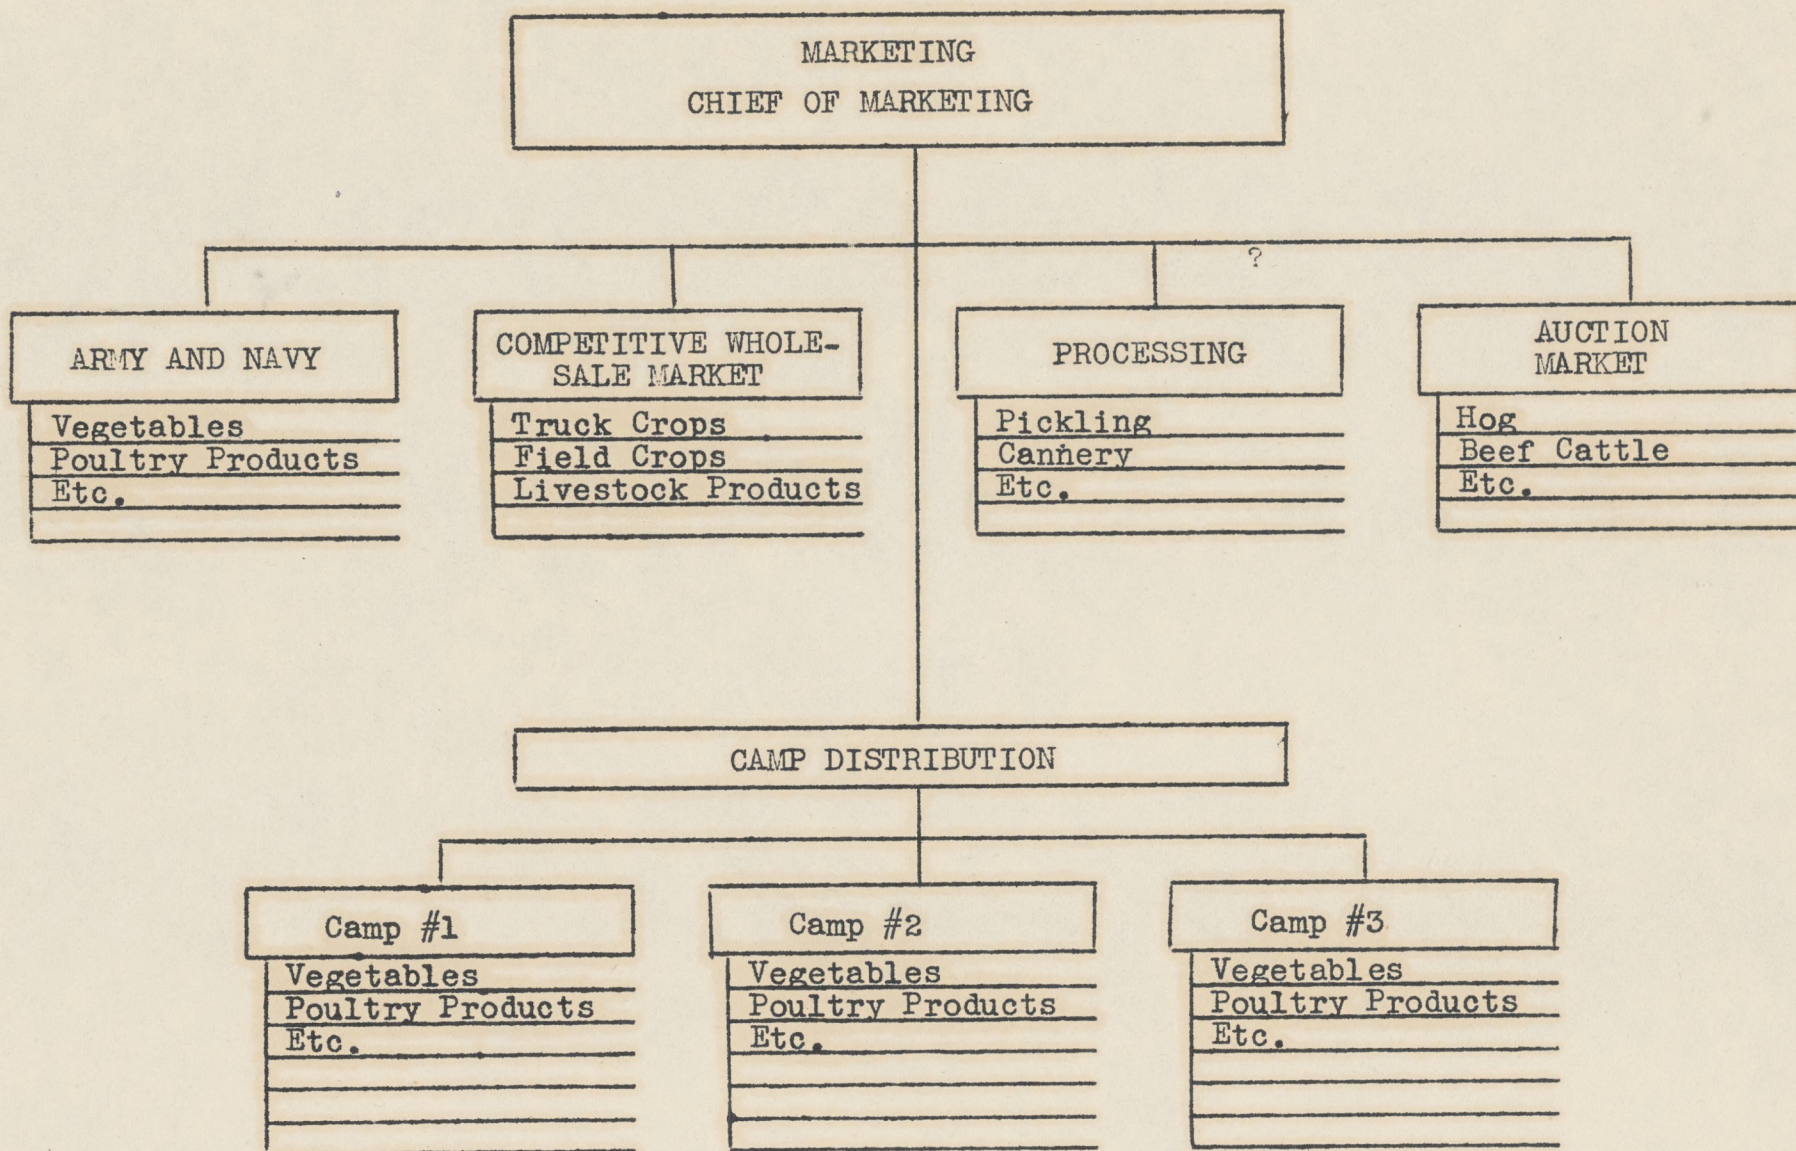 MARKETING
CHIEF OF MARKETING
?
ARMY AND NAVY
Vegetables
Poultry Products
Etc.
COMPETITIVE WHOLE-
SALE MARKET
Truck Crops
Field Crops
Livestock Products
PROCESSING
Pickling
Cannery
Etc.
AUCTION
MARKET
Hog
Beef Cattle
Etc.
CAMP DISTRIBUTION
Camp #1
Vegetables
Poultry Products
Etc.
Camp #2
Vegetables
Poultry Products
Etc.
Camp #3
Vegetables
Poultry Products
Etc.